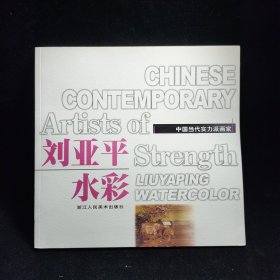 CHINESE
CONTEMPORARY
Artists of
中国当代实力派画家
刘亚平
Strength
水彩
LIUYAPING
WATERCOLOR
浙江人民美术出版社